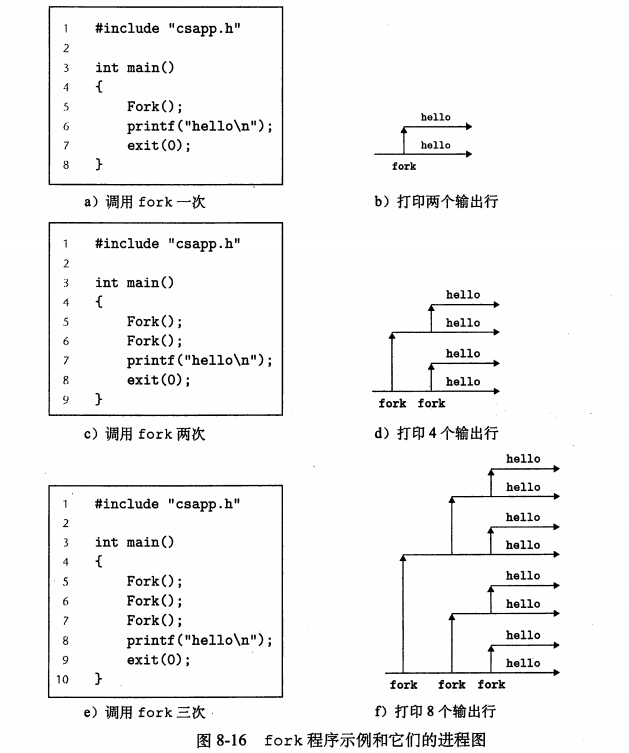 1 #include "csapp.h"
2
3 int main()
4 {
5 Fork();
6 printf("hello\n");
7 exit(0);
8 }
hello
hello
fork
a) 调用 fork 一次
b) 打印两个输出行
1 #include "csapp.h"
2
3 int main()
4 {
5 Fork();
6 Fork();
7 printf("hello\n");
8 exit(0);
9 }
hello
hello
hello
hello
fork fork
c) 调用 fork 两次
d) 打印 4 个输出行
1 #include "csapp.h"
2
3 int main()
4 {
5 Fork();
6 Fork();
7 Fork();
8 printf("hello\n");
9 exit(0);
10 }
hello
hello
hello
hello
hello
hello
hello
hello
fork fork fork
e) 调用 fork 三次
f) 打印 8 个输出行
图 8-16 fork 程序示例和它们的进程图